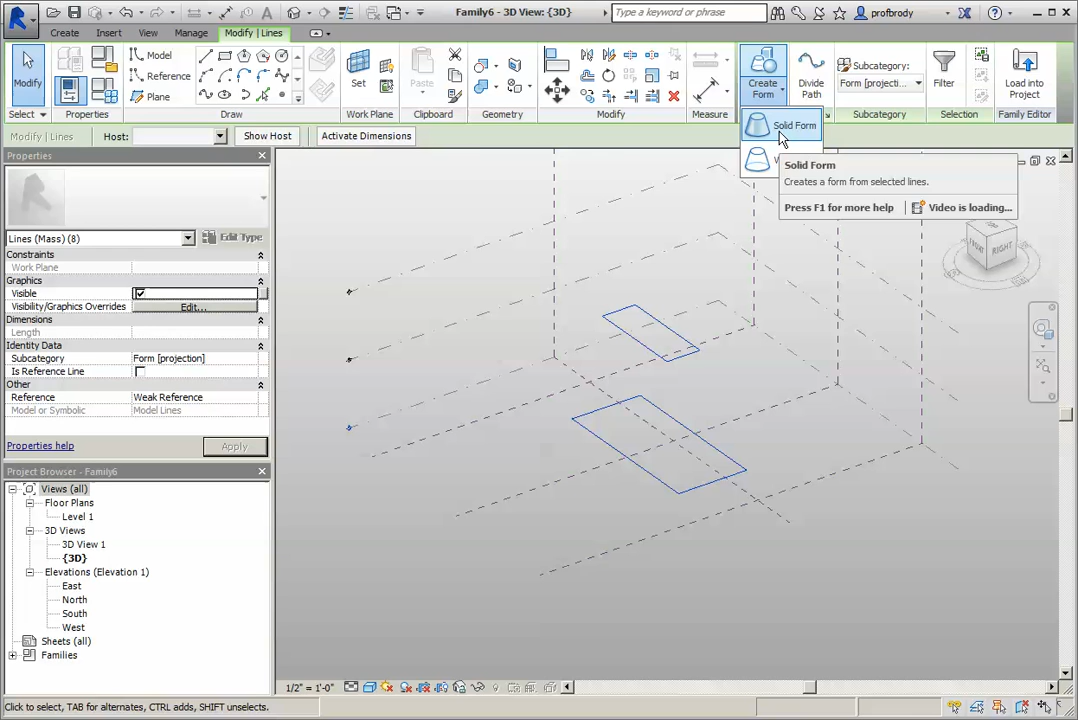 Family6 - 3D View: {3D}
Type a keyword or phrase
profbrody
Create Insert View Manage Modify | Lines
Modify
Select
Properties
Model
Reference
Plane
Draw
Set
Work Plane
Paste
Clipboard
Geometry
Modify
Measure
Create Form
Divide Path
Subcategory:
Form [projecti...
Subcategory
Filter
Selection
Load into Project
Family Editor
Modify | Lines
Host:
Show Host
Activate Dimensions
Solid Form
Solid Form
Creates a form from selected lines.
Press F1 for more help
Video is loading...
FRONT RIGHT
Properties
Lines (Mass) (8)
Edit Type
Constraints
Work Plane
Graphics
Visible
Visibility/Graphics Overrides Edit...
Dimensions
Length
Identity Data
Subcategory Form [projection]
Is Reference Line
Other
Reference Weak Reference
Model or Symbolic Model Lines
Properties help
Apply
Project Browser - Family6
Views (all)
Floor Plans
Level 1
3D Views
3D View 1
{3D}
Elevations (Elevation 1)
East
North
South
West
Sheets (all)
Families
1/2" = 1'-0"
Click to select, TAB for alternates, CTRL adds, SHIFT unselects.
:0